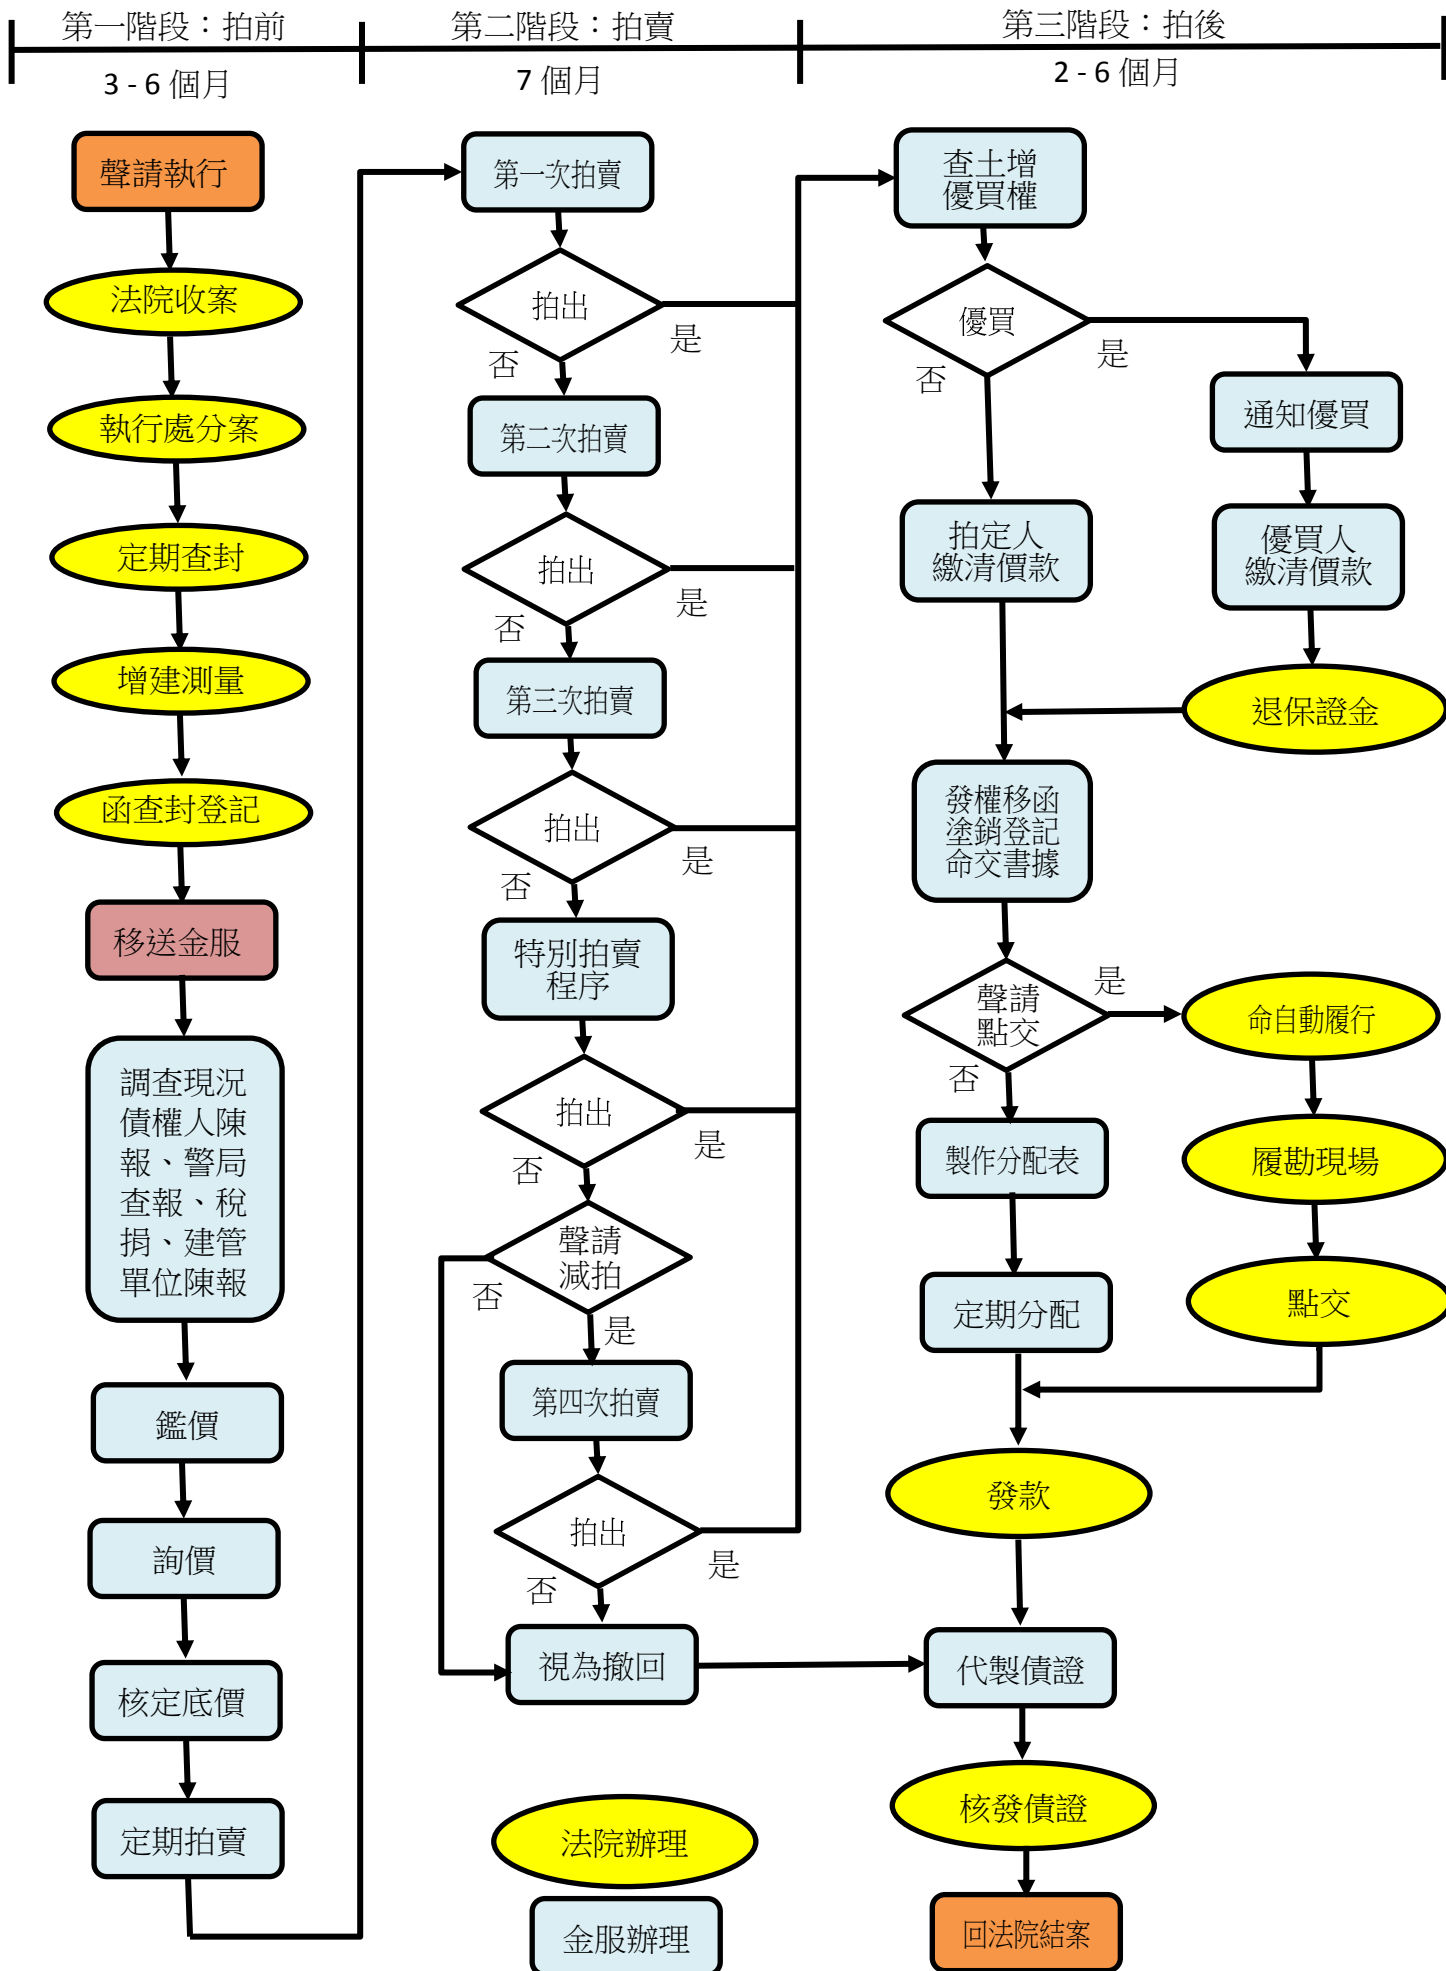 第一階段：拍前
3 - 6 個月
第二階段：拍賣
7 個月
第三階段：拍後
2 - 6 個月
聲請執行
法院收案
執行處分案
定期查封
增建測量
函查封登記
移送金服
調查現況
債權人陳
報、警局
查報、稅
捐、建管
單位陳報
鑑價
詢價
核定底價
定期拍賣
第一次拍賣
拍出
是
否
第二次拍賣
拍出
是
否
第三次拍賣
拍出
是
否
特別拍賣
程序
拍出
是
否
聲請
減拍
否
是
第四次拍賣
拍出
是
否
視為撤回
法院辦理
金服辦理
查土增
優買權
優買
是
否
通知優買
拍定人
繳清價款
優買人
繳清價款
退保證金
發權移函
塗銷登記
命交書據
聲請
點交
是
否
命自動履行
履勘現場
點交
製作分配表
定期分配
發款
代製債證
核發債證
回法院結案